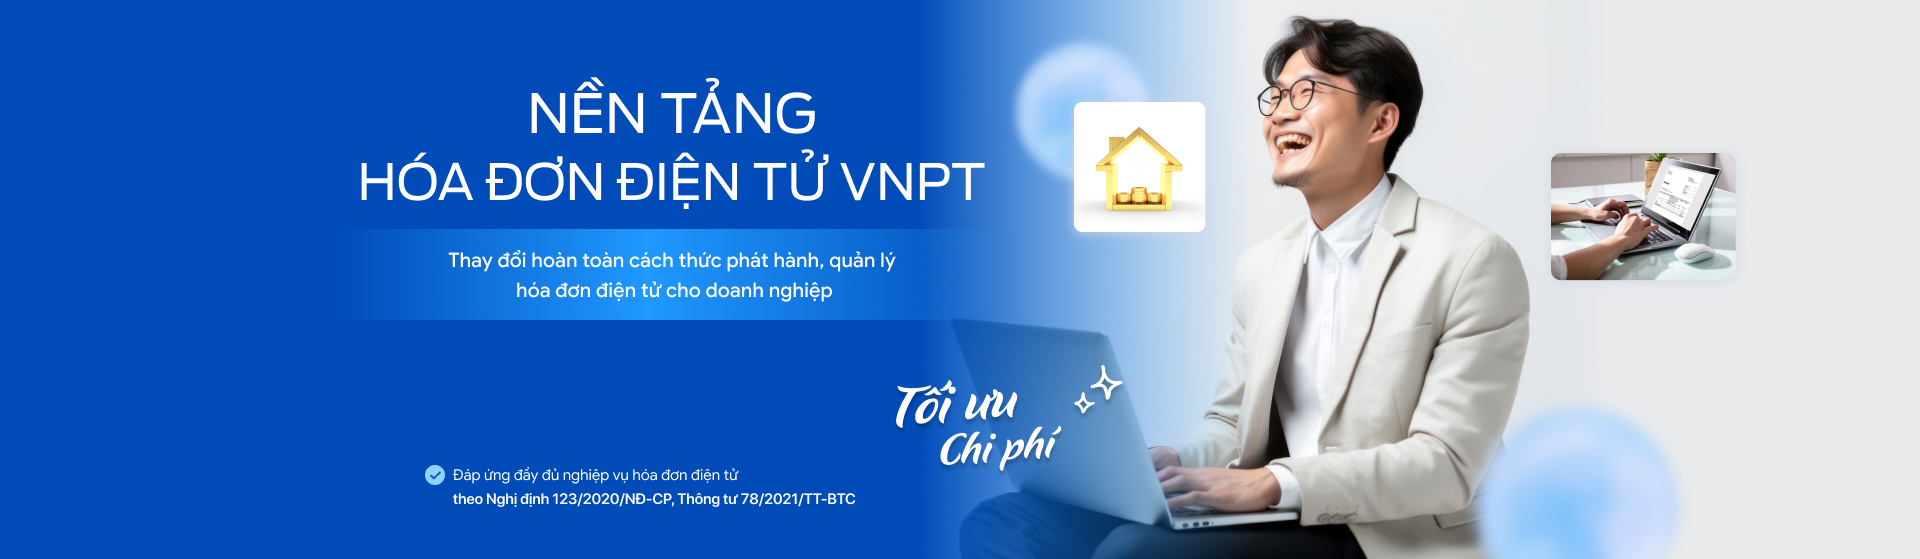 NỀN TẢNG
HÓA ĐƠN ĐIỆN TỬ VNPT
Thay đổi hoàn toàn cách thức phát hành, quản lý
hóa đơn điện tử cho doanh nghiệp
Tối ưu
Chi phí
Đáp ứng đầy đủ nghiệp vụ hóa đơn điện tử
theo Nghị định 123/2020/NĐ-CP, Thông tư 78/2021/TT-BTC